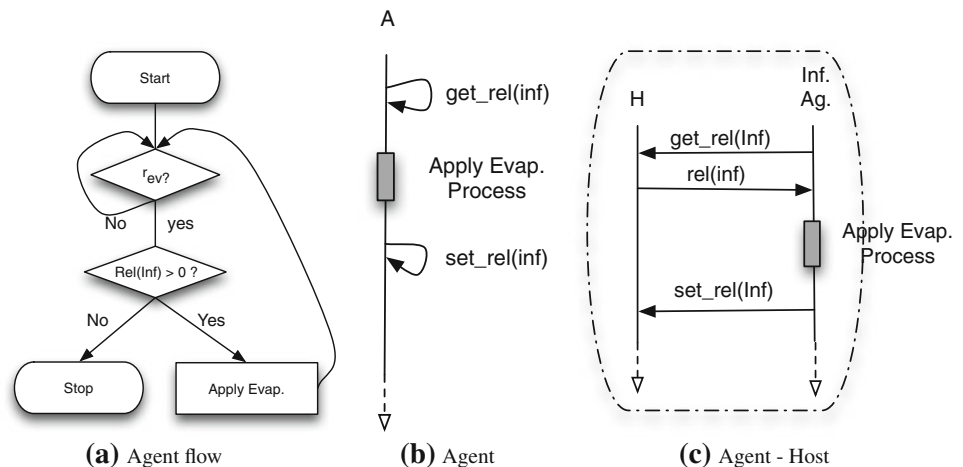 Start
r_ev?
No
yes
Rel(Inf) > 0 ?
No
Yes
Stop
Apply Evap.
(a) Agent flow
A
get_rel(inf)
Apply Evap.
Process
set_rel(inf)
(b) Agent
H
Inf.
Ag.
get_rel(Inf)
rel(inf)
Apply Evap.
Process
set_rel(Inf)
(c) Agent - Host